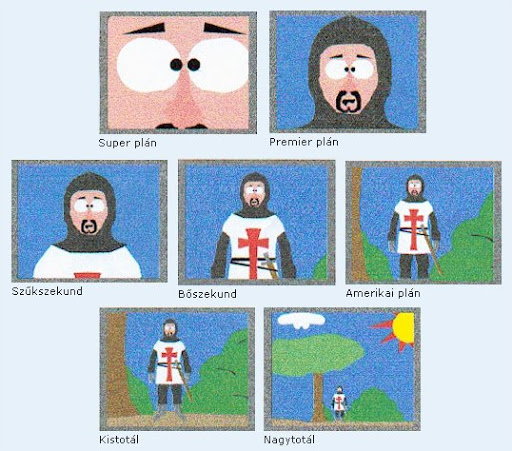 Super plán
Premier plán
Szűkszekund
Bőszekund
Amerikai plán
Kistotál
Nagytotál